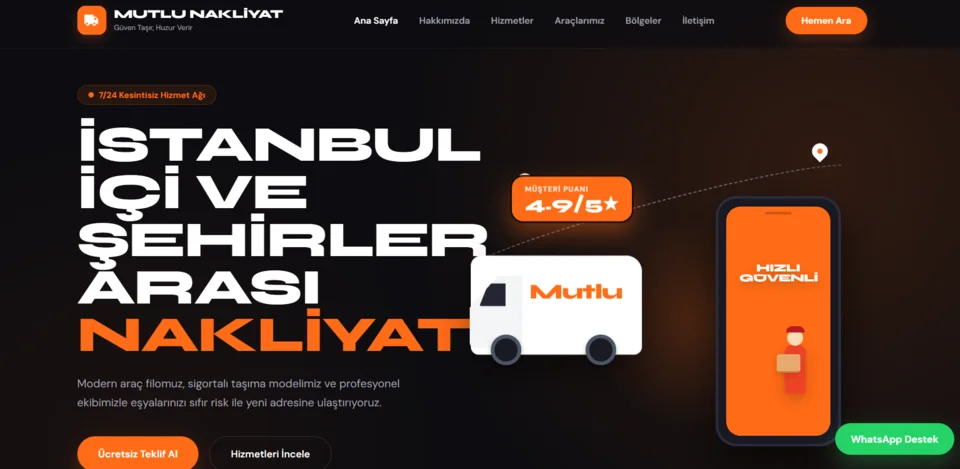 MUTLU NAKLİYAT
Güven Taşır, Huzur Verir
Ana Sayfa
Hakkımızda
Hizmetler
Araçlarımız
Bölgeler
İletişim
Hemen Ara
7/24 Kesintisiz Hizmet Ağı
İSTANBUL
İÇİ VE
ŞEHİRLER
ARASI
NAKLİYAT
Modern araç filomuz, sigortalı taşıma modelimiz ve profesyonel
ekibimizle eşyalarınızı sıfır risk ile yeni adresine ulaştırıyoruz.
Ücretsiz Teklif Al
Hizmetleri İncele
MÜŞTERİ PUANI
4.9/5★
Mutlu
HIZLI
GÜVENLİ
WhatsApp Destek